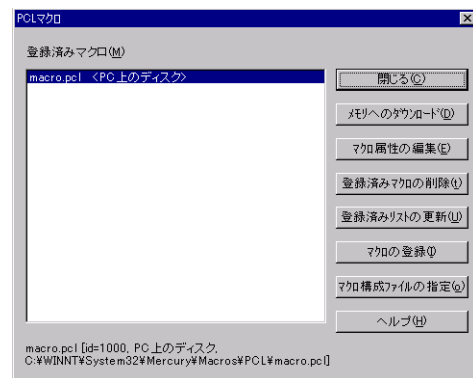 PCLマクロ
登録済みマクロ(M)
macro.pcl <PC上のディスク>
閉じる(C)
メモリへのダウンロード(D)
マクロ属性の編集(E)
登録済みマクロの削除(t)
登録済みリストの更新(U)
マクロの登録(I)
マクロ構成ファイルの指定(o)
ヘルプ(H)
macro.pcl [id=1000, PC上のディスク,
C:¥WINNT¥System32¥Mercury¥Macros¥PCL¥macro.pcl]